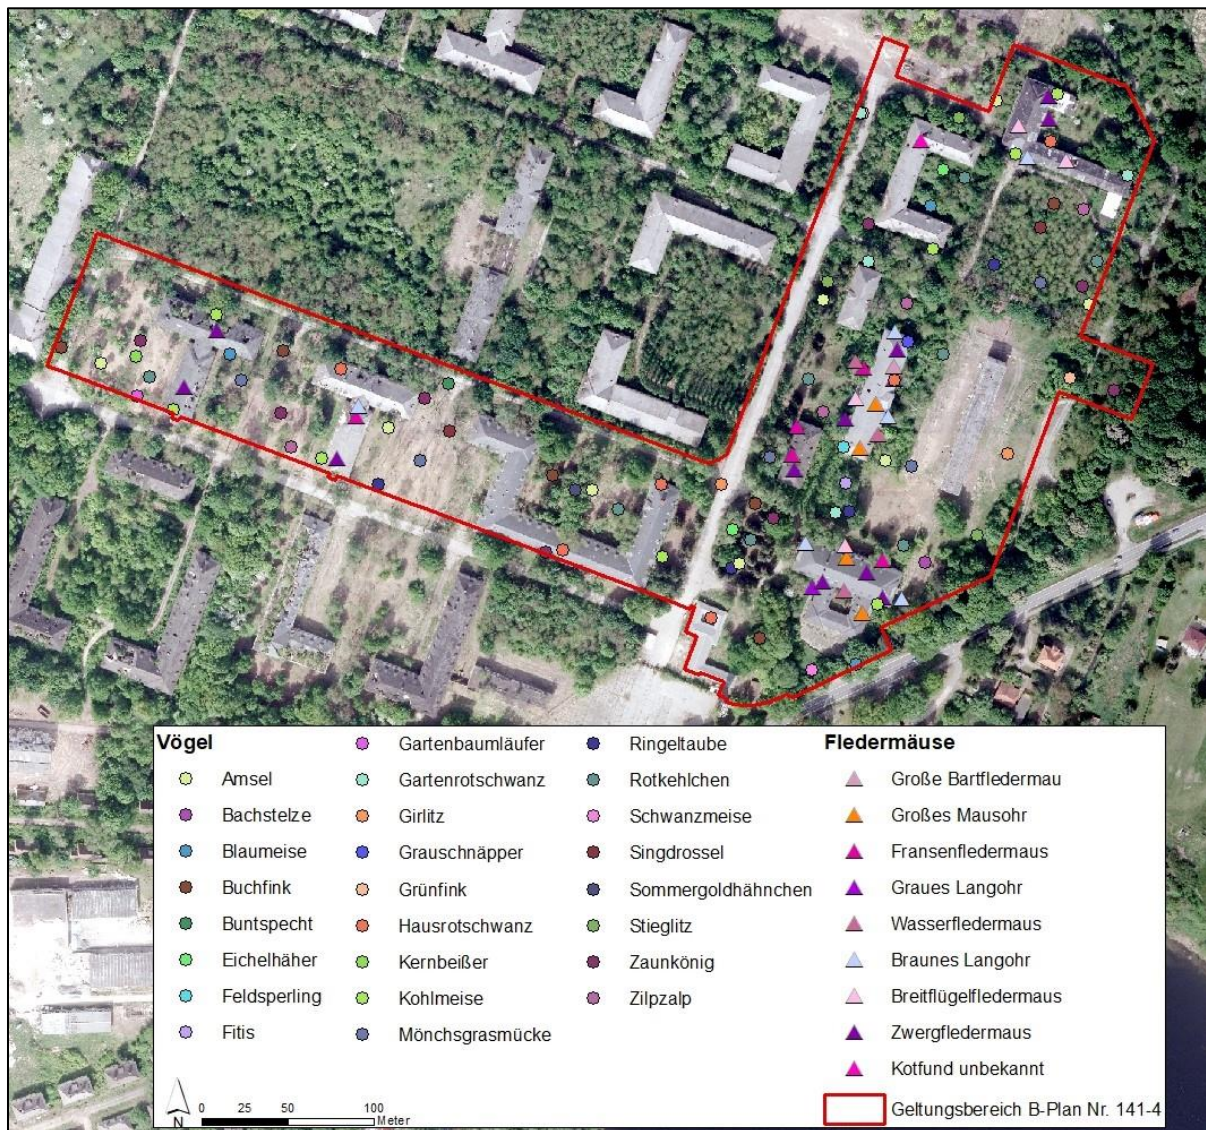 Vögel
Amsel
Bachstelze
Blaumeise
Buchfink
Buntspecht
Eichelhäher
Feldsperling
Fitis
Gartenbaumläufer
Gartenrotschwanz
Girlitz
Grauschnäpper
Grünfink
Hausrotschwanz
Kernbeißer
Kohlmeise
Mönchsgrasmücke
Ringeltaube
Rotkehlchen
Schwanzmeise
Singdrossel
Sommergoldhähnchen
Stieglitz
Zaunkönig
Zilpzalp
Fledermäuse
Große Bartfledermau
Großes Mausohr
Fransenfledermaus
Graues Langohr
Wasserfledermaus
Braunes Langohr
Breitflügelfledermaus
Zwergfledermaus
Kotfund unbekannt
Geltungsbereich B-Plan Nr. 141-4
N
0 25 50 100
Meter